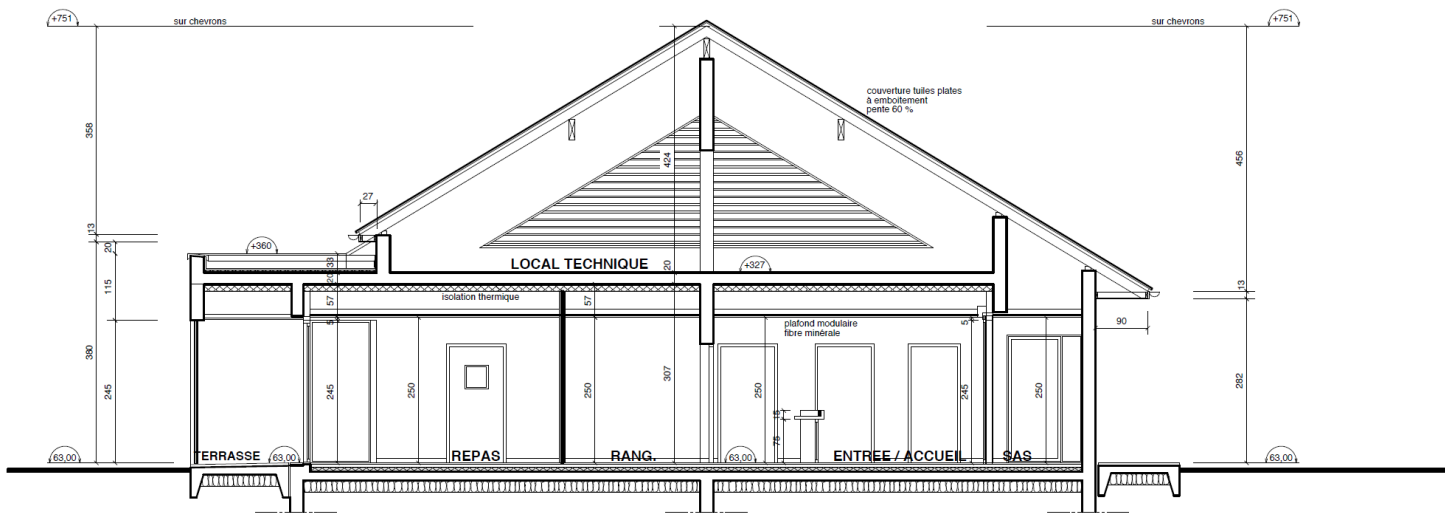 +751
sur chevrons
sur chevrons
+751
couverture tuiles plates
à emboitement
pente 60 %
358
424
456
27
13
20
+360
33
LOCAL TECHNIQUE
20
+327
20
13
115
57
isolation thermique
57
5
plafond modulaire
fibre minérale
5
90
380
245
245
250
250
307
250
15
75
245
250
282
63,00
TERRASSE
63,00
REPAS
RANG.
63,00
ENTREE / ACCUEIL
SAS
63,00